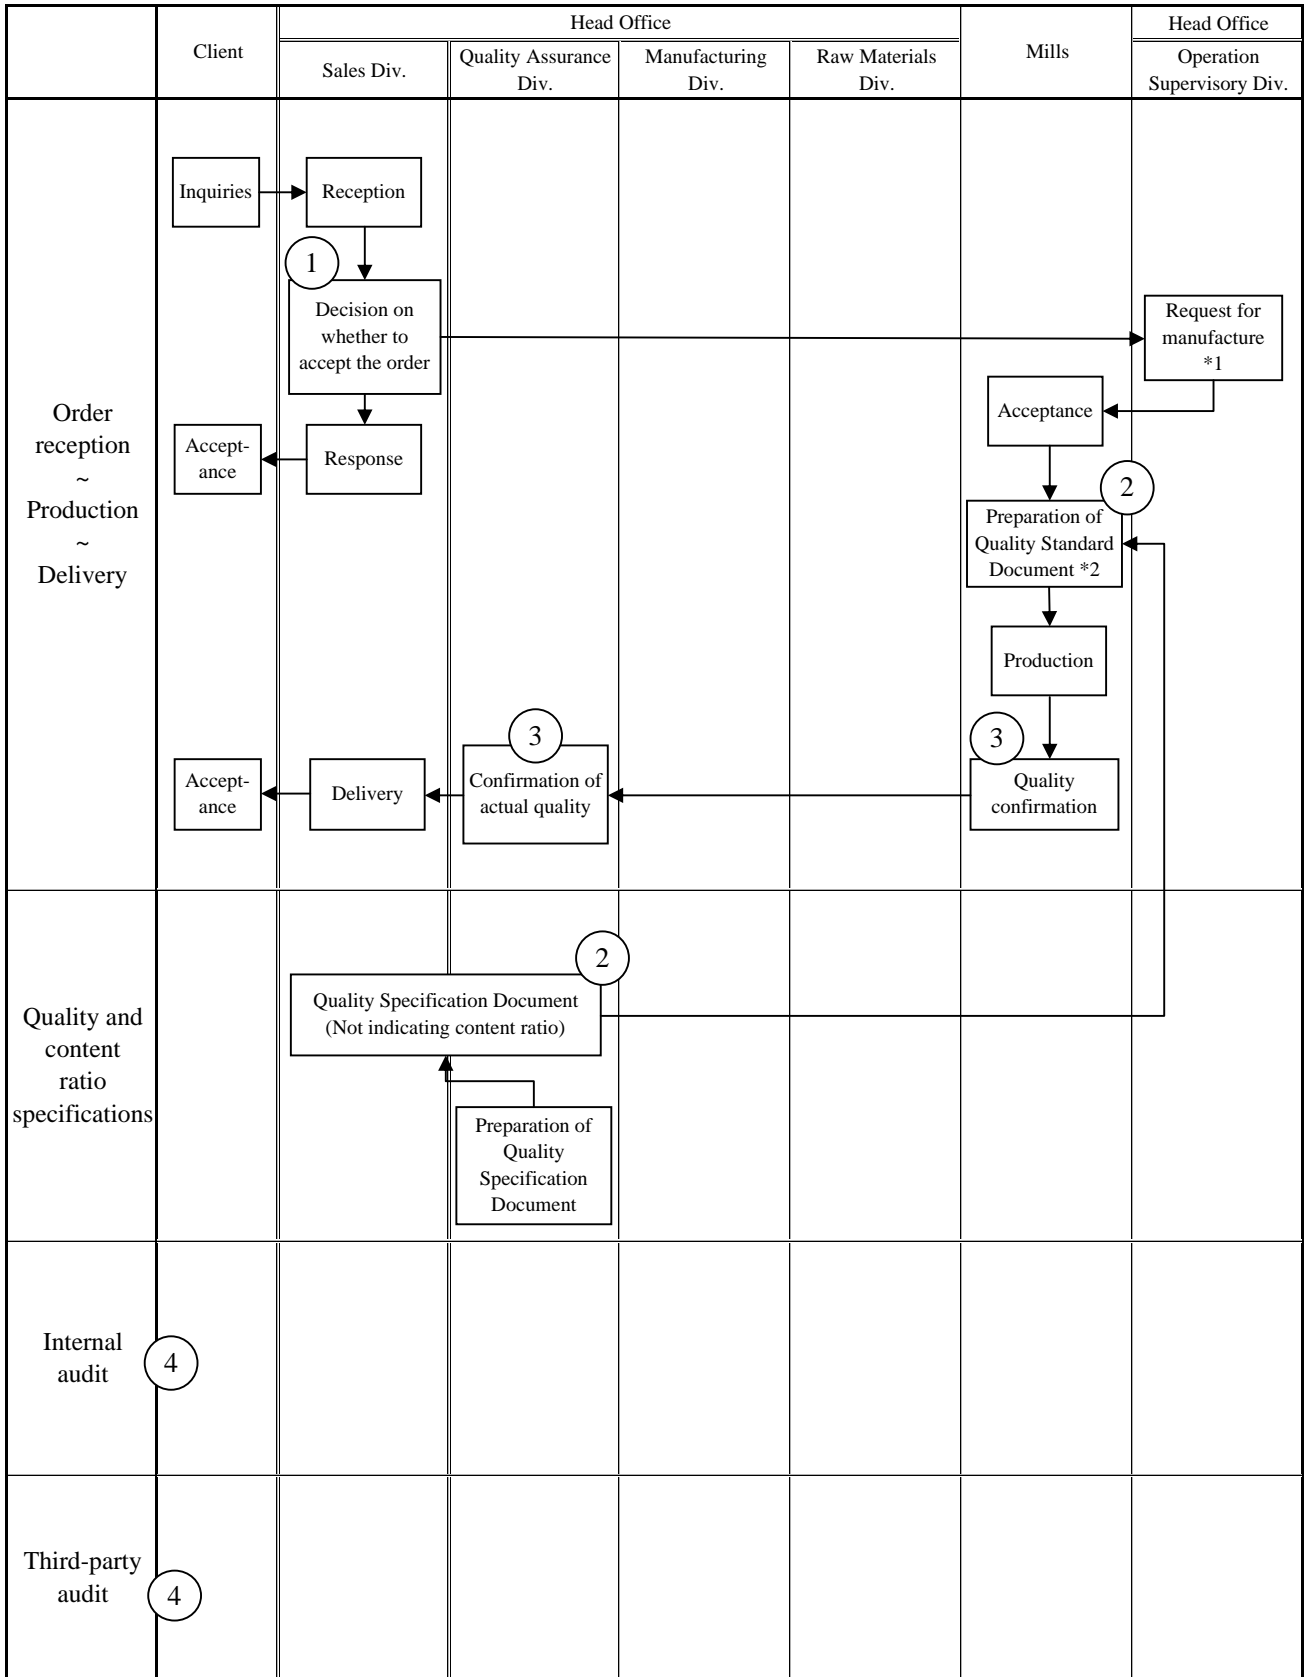 Head Office
Head Office
Client
Mills
Sales Div.
Quality Assurance
Div.
Manufacturing
Div.
Raw Materials
Div.
Operation
Supervisory Div.
Order
reception
~
Production
~
Delivery
Inquiries
Reception
1
Decision on
whether to
accept the order
Request for
manufacture
*1
Acceptance
Accept-
ance
Response
2
Preparation of
Quality Standard
Document *2
Production
3
3
Accept-
ance
Delivery
Confirmation of
actual quality
Quality
confirmation
Quality and
content
ratio
specifications
2
Quality Specification Document
(Not indicating content ratio)
Preparation of
Quality
Specification
Document
Internal
audit
4
Third-party
audit
4